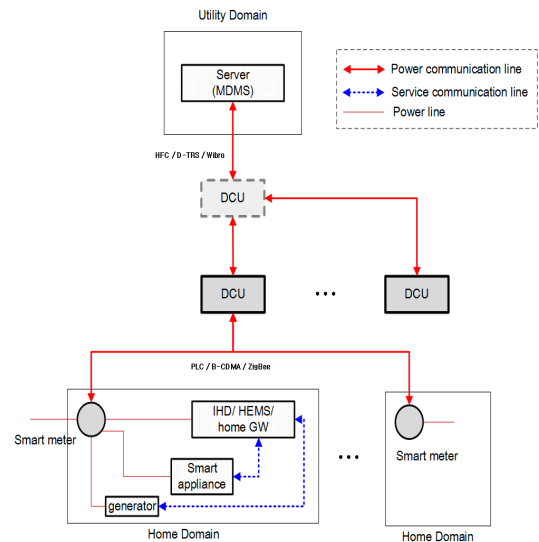 Utility Domain
Server
(MDMS)
Power communication line
Service communication line
Power line
HFC / D-TRS / Wibro
DCU
DCU
...
DCU
PLC / B-CDMA / ZigBee
IHD/ HEMS/
home GW
Smart meter
Smart
appliance
generator
Home Domain
...
Smart meter
Home Domain